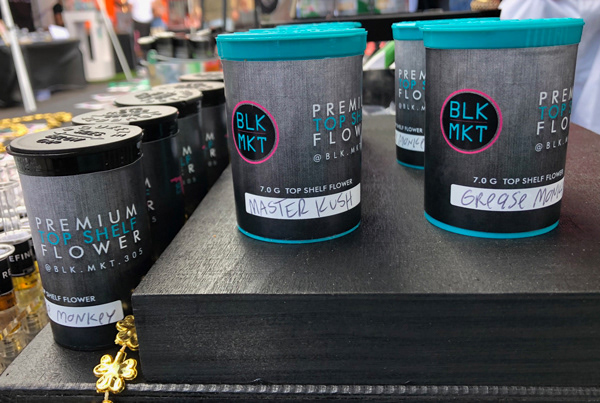 PREMIUM
TOP SHELF
FLOWER
@BLK.MKT.305
SHELF FLOWER
MONKEY
BLK
MKT
PREMIUM
TOP SHELF
FLOWER
@BLK.MK
7.0 G TOP SHELF FLOWER
MASTER KUSH
BLK
MKT
7.0 G TOP SHELF FLOWER
GREASE MONKEY